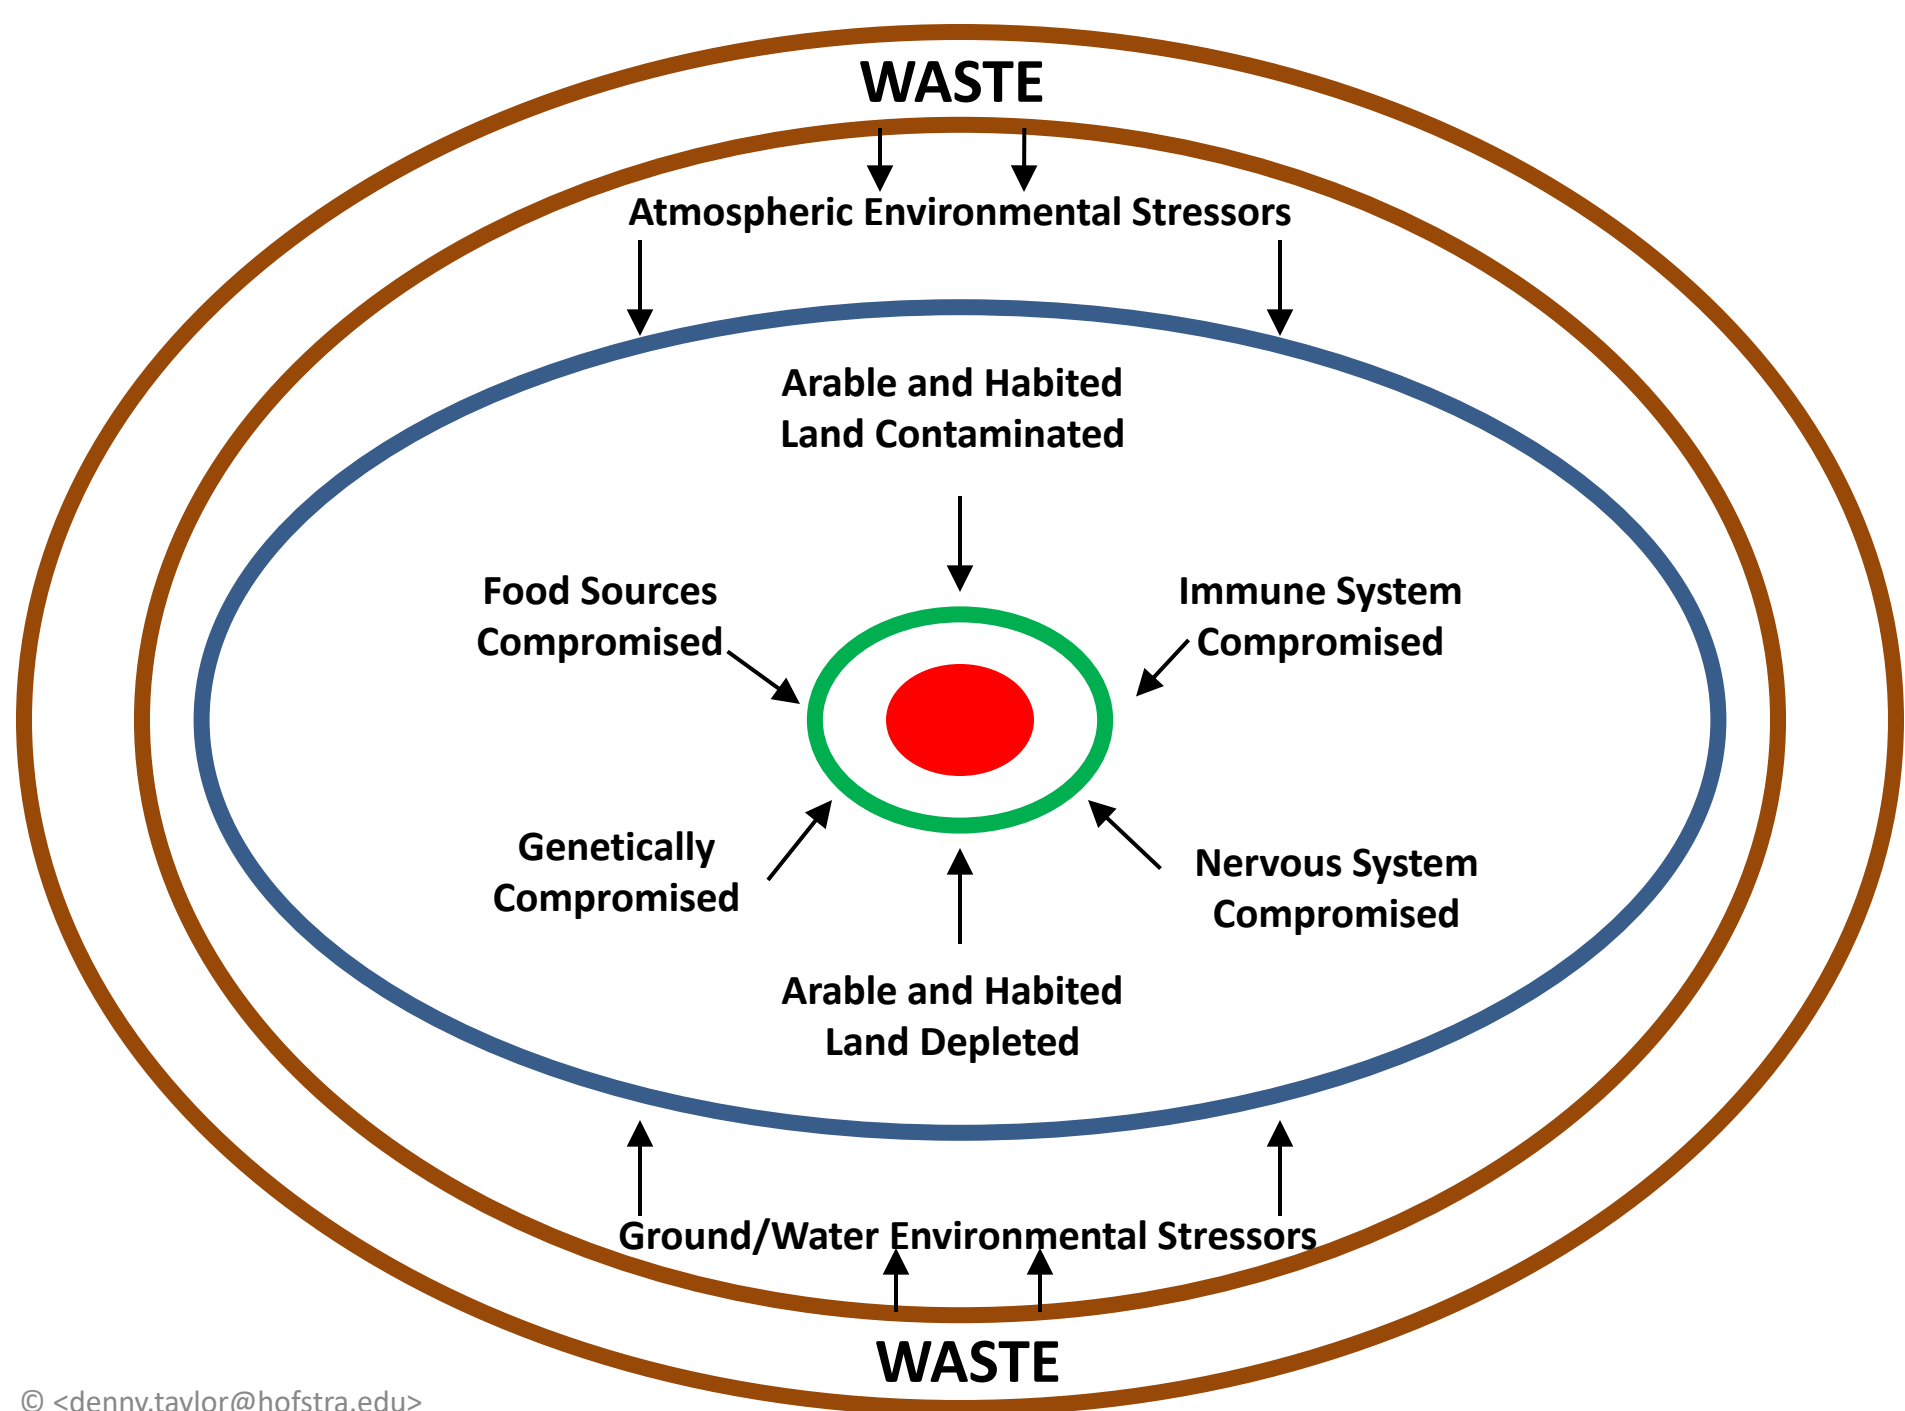 WASTE
Atmospheric Environmental Stressors
Arable and Habited
Land Contaminated
Food Sources
Compromised
Immune System
Compromised
Genetically
Compromised
Nervous System
Compromised
Arable and Habited
Land Depleted
Ground/Water Environmental Stressors
WASTE
© <denny.taylor@hofstra.edu>